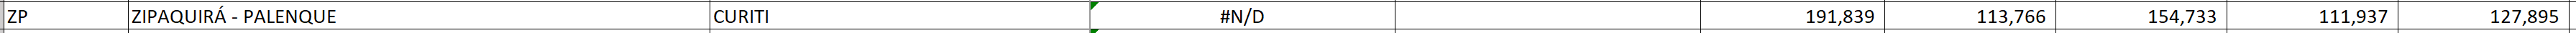 ZP ZIPAQUIRÁ - PALENQUE CURITI #N/D 191,839 113,766 154,733 111,937 127,895